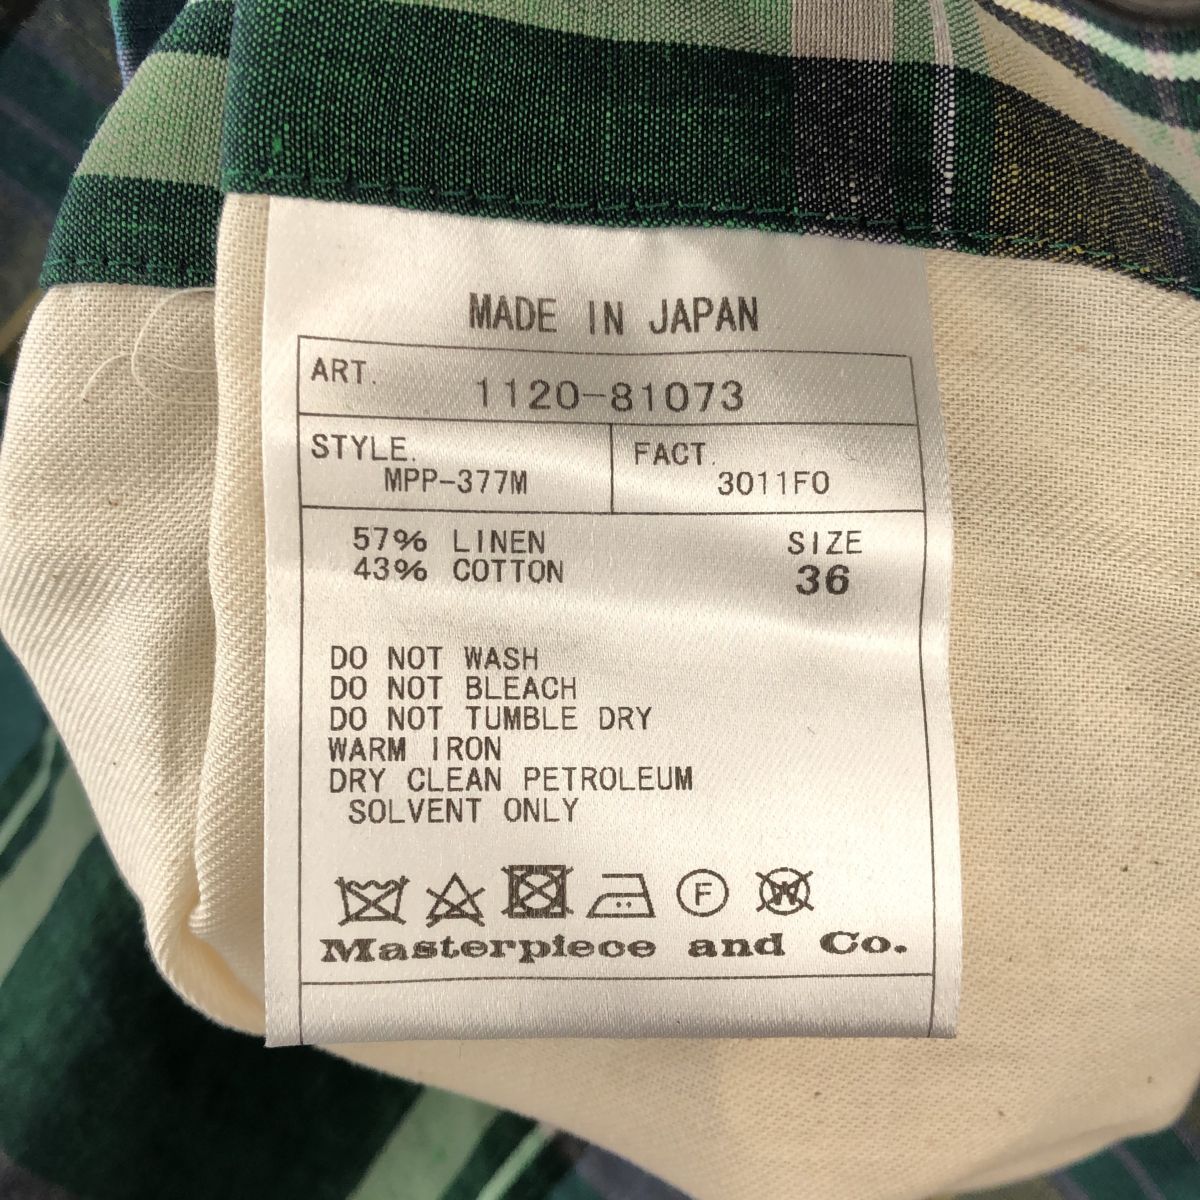 MADE IN JAPAN
ART. 1120-81073
STYLE. MPP-377M
FACT. 3011F0
57% LINEN
43% COTTON
SIZE
36
DO NOT WASH
DO NOT BLEACH
DO NOT TUMBLE DRY
WARM IRON
DRY CLEAN PETROLEUM
SOLVENT ONLY
F W
Masterpiece and Co.